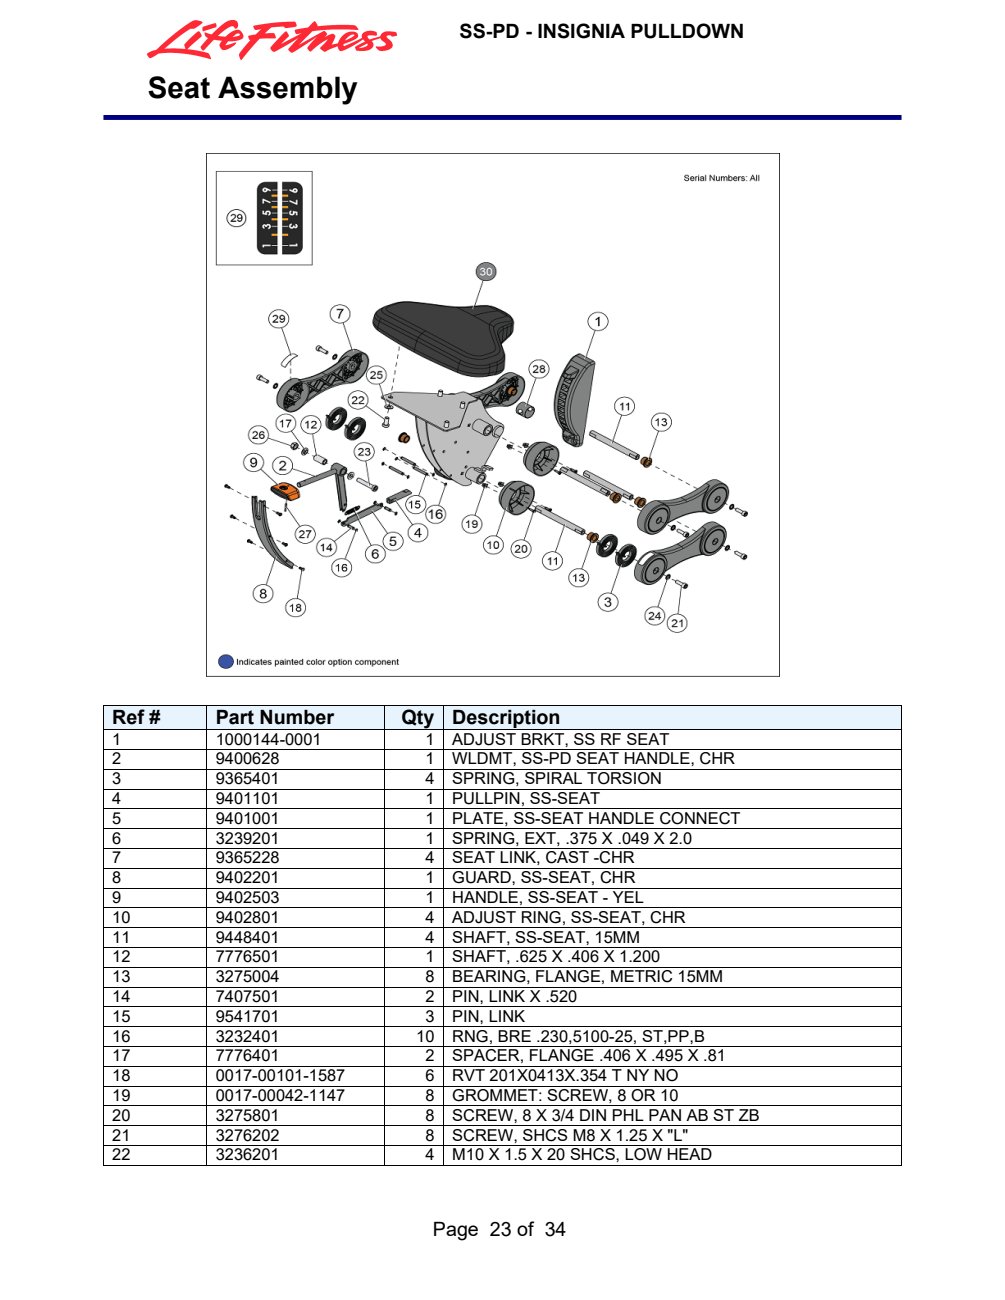 Life Fitness
SS-PD - INSIGNIA PULLDOWN
Seat Assembly
Serial Numbers: All
29
1 3 5 7 9
1 3 5 7 9
30
29
7
1
25
28
22
11
17
12
13
26
23
9
2
15
16
19
27
14
5
4
6
10
20
16
11
13
8
18
3
24
21
Indicates painted color option component
Ref # Part Number Qty Description
1 1000144-0001 1 ADJUST BRKT, SS RF SEAT
2 9400628 1 WLDMT, SS-PD SEAT HANDLE, CHR
3 9365401 4 SPRING, SPIRAL TORSION
4 9401101 1 PULLPIN, SS-SEAT
5 9401001 1 PLATE, SS-SEAT HANDLE CONNECT
6 3239201 1 SPRING, EXT, .375 X .049 X 2.0
7 9365228 4 SEAT LINK, CAST -CHR
8 9402201 1 GUARD, SS-SEAT, CHR
9 9402503 1 HANDLE, SS-SEAT - YEL
10 9402801 4 ADJUST RING, SS-SEAT, CHR
11 9448401 4 SHAFT, SS-SEAT, 15MM
12 7776501 1 SHAFT, .625 X .406 X 1.200
13 3275004 8 BEARING, FLANGE, METRIC 15MM
14 7407501 2 PIN, LINK X .520
15 9541701 3 PIN, LINK
16 3232401 10 RNG, BRE .230,5100-25, ST,PP,B
17 7776401 2 SPACER, FLANGE .406 X .495 X .81
18 0017-00101-1587 6 RVT 201X0413X.354 T NY NO
19 0017-00042-1147 8 GROMMET: SCREW, 8 OR 10
20 3275801 8 SCREW, 8 X 3/4 DIN PHL PAN AB ST ZB
21 3276202 8 SCREW, SHCS M8 X 1.25 X "L"
22 3236201 4 M10 X 1.5 X 20 SHCS, LOW HEAD
Page 23 of 34